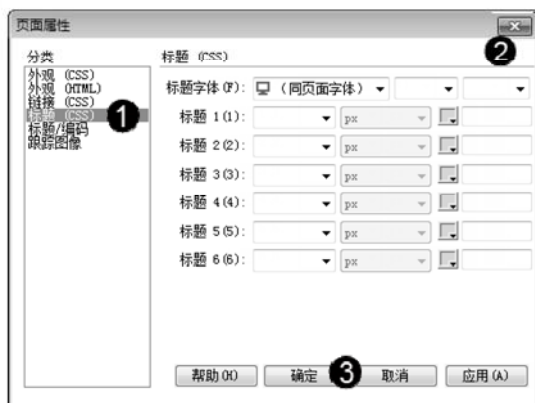 页面属性
分类
标题 (CSS)
2
外观 (CSS)
外观 (HTML)
链接 (CSS)
标题 (CSS) 1
标题/编码
跟踪图像
标题字体(F): (同页面字体)
标题 1(1): px
标题 2(2): px
标题 3(3): px
标题 4(4): px
标题 5(5): px
标题 6(6): px
帮助(H) 确定 3 取消 应用(A)